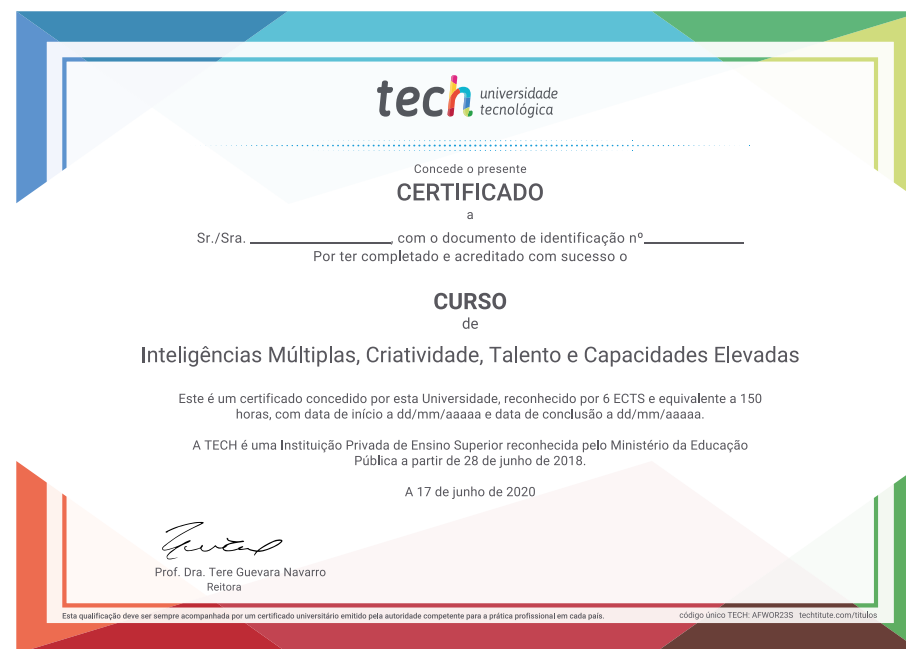 tech universidade
tecnológica
Concede o presente
CERTIFICADO
a
Sr./Sra. __________________, com o documento de identificação nº____________
Por ter completado e acreditado com sucesso o
CURSO
de
Inteligências Múltiplas, Criatividade, Talento e Capacidades Elevadas
Este é um certificado concedido por esta Universidade, reconhecido por 6 ECTS e equivalente a 150
horas, com data de início a dd/mm/aaaaa e data de conclusão a dd/mm/aaaaa.
A TECH é uma Instituição Privada de Ensino Superior reconhecida pelo Ministério da Educação
Pública a partir de 28 de junho de 2018.
A 17 de junho de 2020
Prof. Dra. Tere Guevara Navarro
Reitora
Esta qualificação deve ser sempre acompanhada por um certificado universitário emitido pela autoridade competente para a prática profissional em cada país. código único TECH: AFWOR23S techtitute.com/titulos